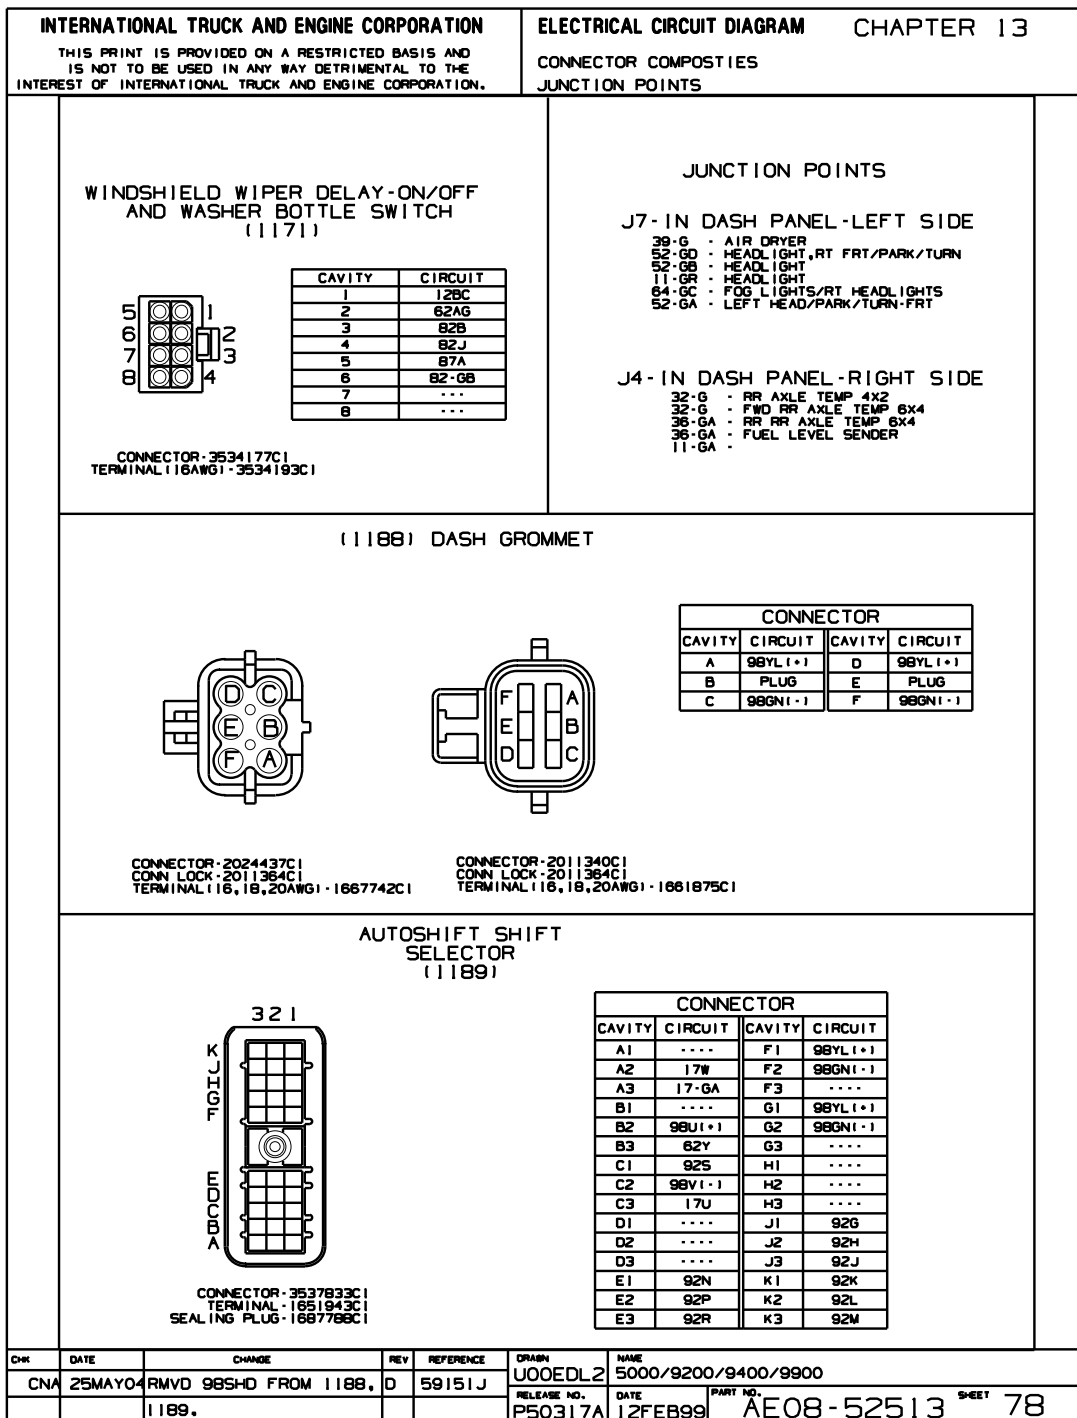 INTERNATIONAL TRUCK AND ENGINE CORPORATION
THIS PRINT IS PROVIDED ON A RESTRICTED BASIS AND
IS NOT TO BE USED IN ANY WAY DETRIMENTAL TO THE
INTEREST OF INTERNATIONAL TRUCK AND ENGINE CORPORATION.
ELECTRICAL CIRCUIT DIAGRAM CHAPTER 13
CONNECTOR COMPOSTIES
JUNCTION POINTS
WINDSHIELD WIPER DELAY-ON/OFF
AND WASHER BOTTLE SWITCH
(1171)
5 1
6 2
7 3
8 4
CAVITY CIRCUIT
1 12BC
2 62AG
3 82B
4 82J
5 87A
6 82-GB
7 ---
8 ---
CONNECTOR-3534177C1
TERMINAL(16AWG)-3534193C1
JUNCTION POINTS
J7-IN DASH PANEL-LEFT SIDE
39-G - AIR DRYER
52-GD - HEADLIGHT,RT FRT/PARK/TURN
52-GB - HEADLIGHT
11-GR - HEADLIGHT
64-GC - FOG LIGHTS/RT HEADLIGHTS
52-GA - LEFT HEAD/PARK/TURN-FRT
J4-IN DASH PANEL-RIGHT SIDE
32-G - RR AXLE TEMP 4X2
32-G - FWD RR AXLE TEMP 6X4
36-GA - RR RR AXLE TEMP 6X4
36-GA - FUEL LEVEL SENDER
11-GA -
(1188) DASH GROMMET
D C
E B
F A
F A
E B
D C
CONNECTOR
CAVITY CIRCUIT CAVITY CIRCUIT
A 98YL(+) D 98YL(+)
B PLUG E PLUG
C 98GN(-) F 98GN(-)
CONNECTOR-2024437C1
CONN LOCK-2011364C1
TERMINAL(16,18,20AWG)-1667742C1
CONNECTOR-2011340C1
CONN LOCK-2011364C1
TERMINAL(16,18,20AWG)-1661875C1
AUTOSHIFT SHIFT
SELECTOR
(1189)
3 2 1
K
J
H
G
F
E
D
C
B
A
CONNECTOR-3537833C1
TERMINAL-1651943C1
SEALING PLUG-1687788C1
CONNECTOR
CAVITY CIRCUIT CAVITY CIRCUIT
A1 ---- F1 98YL(+)
A2 17W F2 98GN(-)
A3 17-GA F3 ----
B1 ---- G1 98YL(+)
B2 98U(+) G2 98GN(-)
B3 62Y G3 ----
C1 92S H1 ----
C2 98V(-) H2 ----
C3 17U H3 ----
D1 ---- J1 92G
D2 ---- J2 92H
D3 ---- J3 92J
E1 92N K1 92K
E2 92P K2 92L
E3 92R K3 92M
CHK DATE CHANGE REV REFERENCE
CNA 25MAY04 RMVD 98SHD FROM 1188, D 59151J
1189.
DRAWN NAME
U00EDL2 5000/9200/9400/9900
RELEASE NO. DATE PART NO. SHEET
P50317A 12FEB99 AE08-52513 78